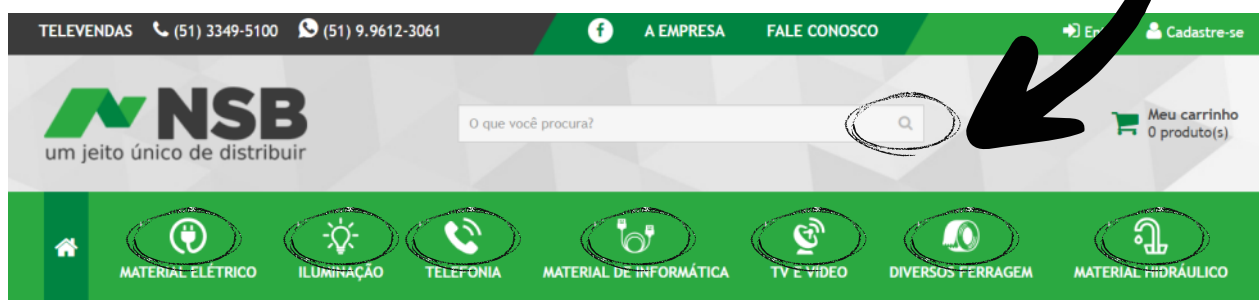 TELEVENDAS (51) 3349-5100 (51) 9.9612-3061 A EMPRESA FALE CONOSCO Cadastre-se
NSB
um jeito único de distribuir
O que você procura?
Meu carrinho
0 produto(s)
MATERIAL ELÉTRICO ILUMINAÇÃO TELEFONIA MATERIAL DE INFORMÁTICA TV E VÍDEO DIVERSOS FERRAGEM MATERIAL HIDRÁULICO